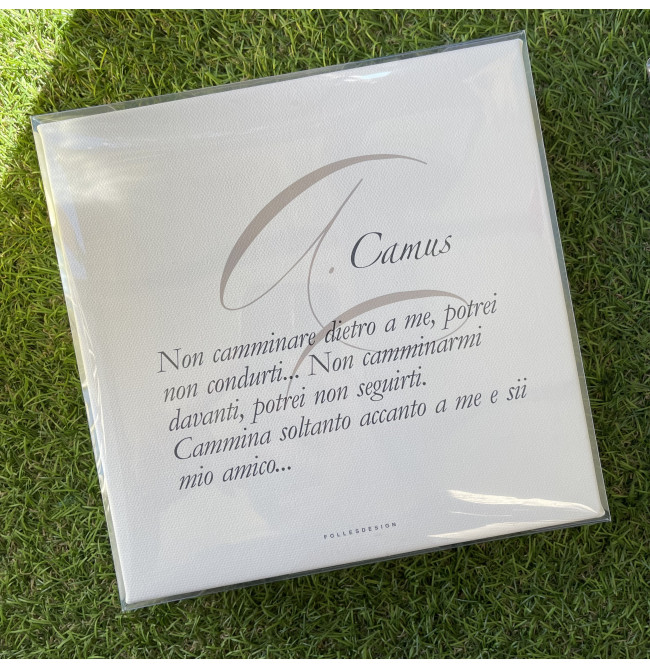 a. Camus
Non camminare dietro a me, potrei
non condurti... Non camminarmi
davanti, potrei non seguirti.
Cammina soltanto accanto a me e sii
mio amico...
POLLESDESIGN